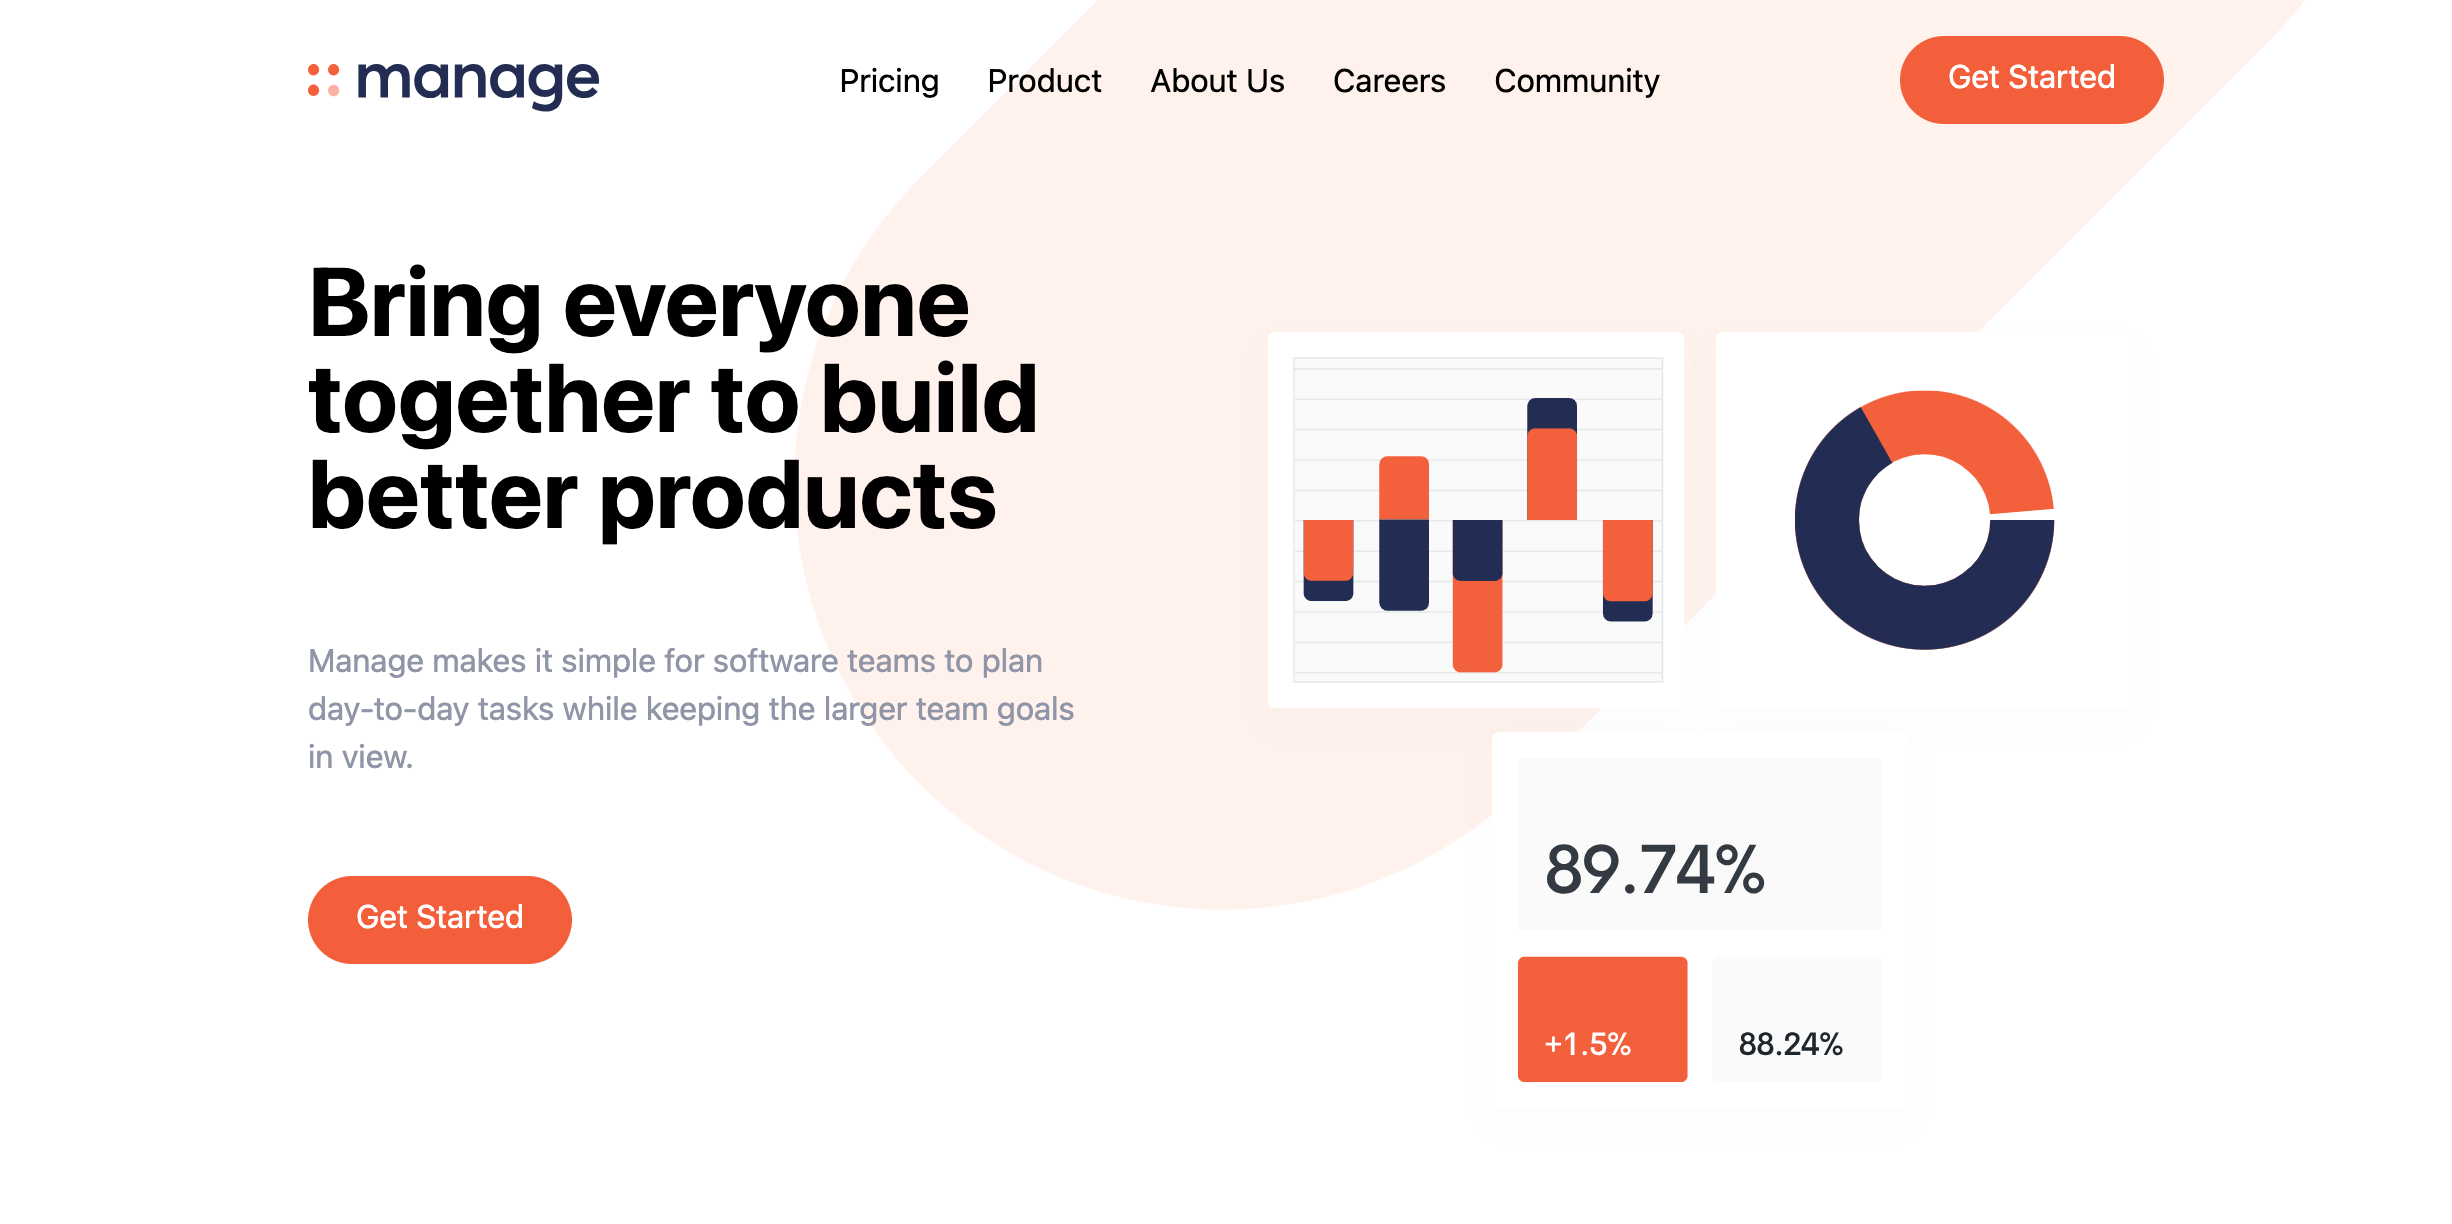 manage
Pricing
Product
About Us
Careers
Community
Get Started
Bring everyone
together to build
better products
Manage makes it simple for software teams to plan
day-to-day tasks while keeping the larger team goals
in view.
Get Started
89.74%
+1.5%
88.24%